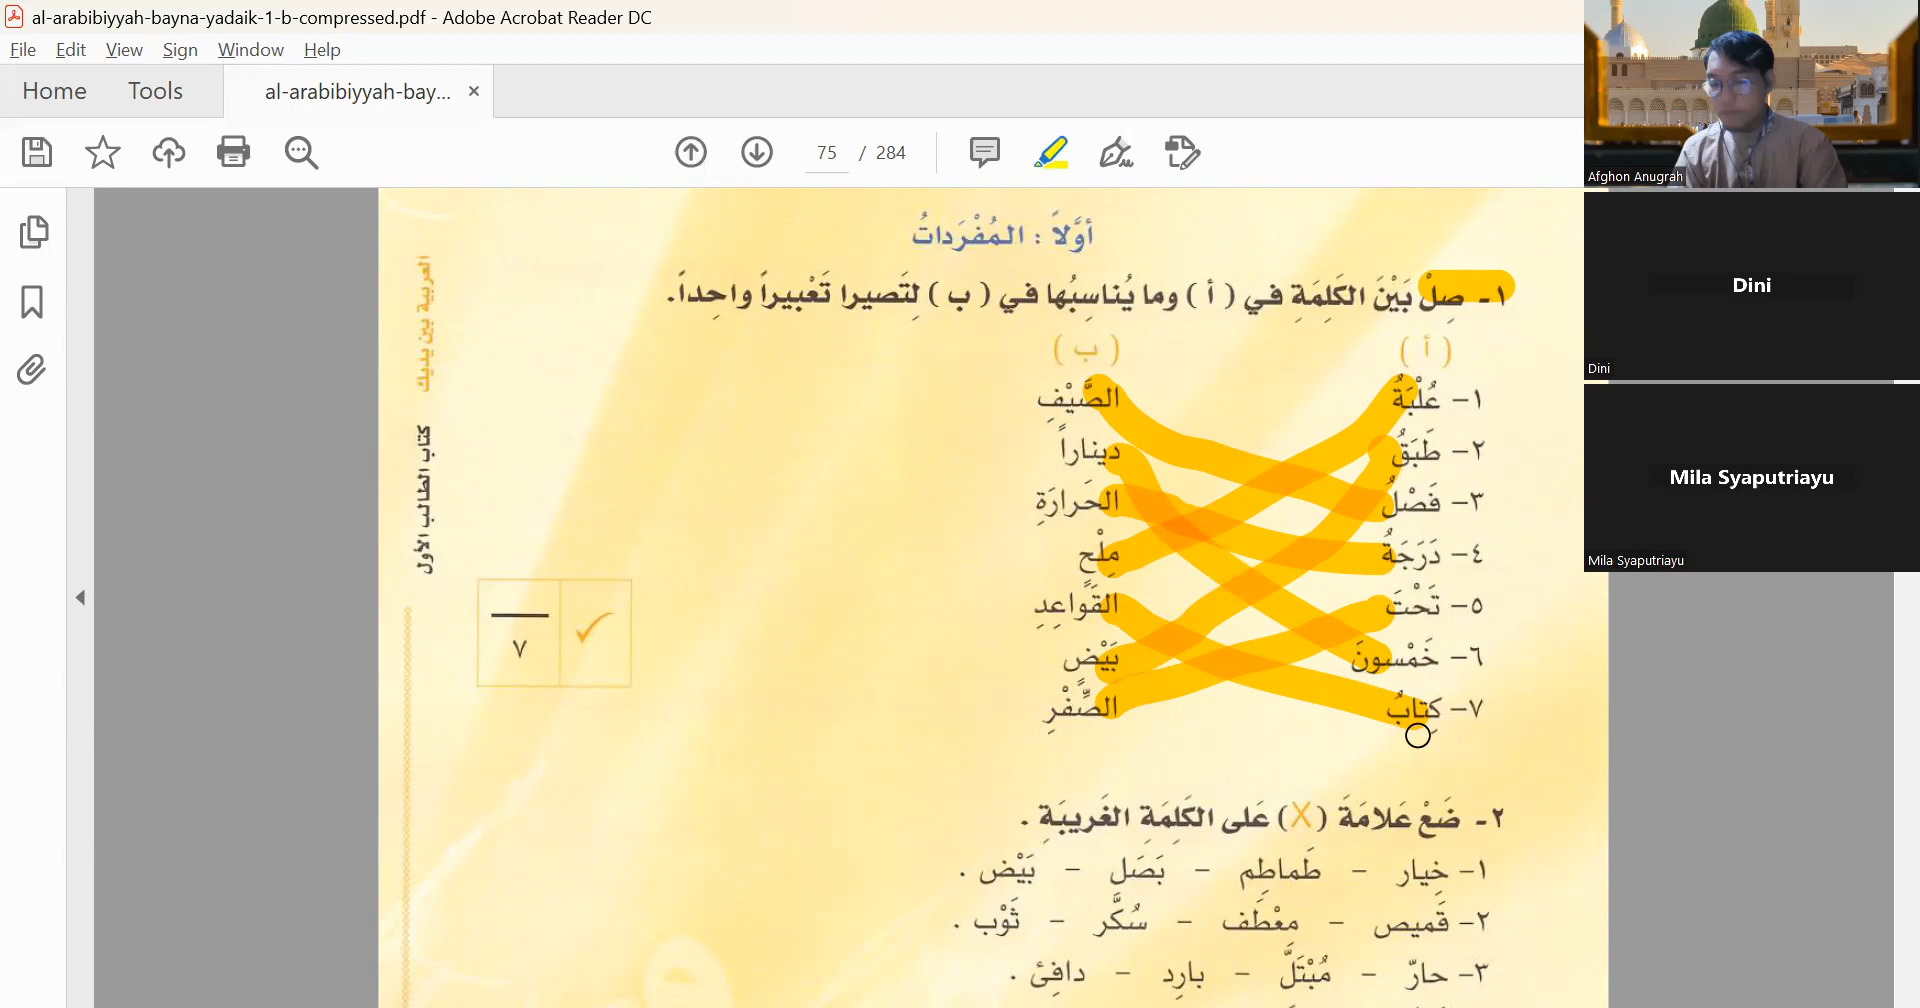 al-arabibiyyah-bayna-yadaik-1-b-compressed.pdf - Adobe Acrobat Reader DC
File Edit View Sign Window Help
Home Tools al-arabibiyyah-bay... ×
75 / 284
Afghon Anugrah
Dini
Dini
Mila Syaputriayu
Mila Syaputriayu
العربية بين يديك كتاب الطالب الأول
أوَّلاً : المُفْرَداتُ
١- صِلْ بَيْنَ الكَلِمَةِ في ( أ ) وما يُناسِبُها في ( ب ) لِتَصيرا تَعْبيراً واحِداً.
( أ ) ( ب )
١- عُلْبَةُ الصَّيْفِ
٢- طَبَقُ ديناراً
٣- فَصْلُ الحَرارَةِ
٤- دَرَجَةُ مِلْحٍ
٥- تَحْتَ القَواعِدِ
٦- خَمْسونَ بَيْضٍ
٧- كِتابُ الصِّفْرِ
٧
٢- ضَعْ عَلامَةَ (X) عَلى الكَلِمَةِ الغَريبَةِ .
١- خِيار - طَماطِم - بَصَل - بَيْض .
٢- قَميص - معْطَف - سُكَّر - ثَوْب .
٣- حارّ - مُبْتَلَّ - بارِد - دافِئ .